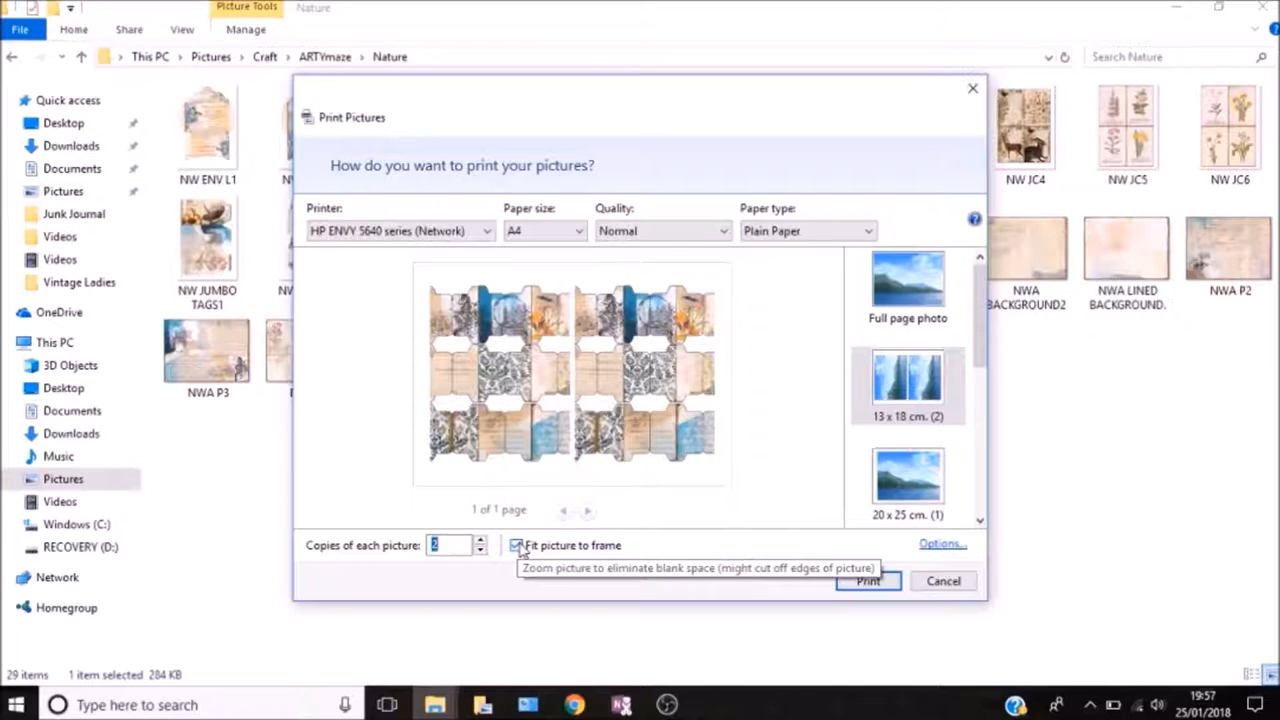 Picture Tools
Nature
File
Home
Share
View
Manage
This PC
Pictures
Craft
ARTYmaze
Nature
Search Nature
Quick access
Desktop
Downloads
Documents
Pictures
Junk Journal
Videos
Videos
Vintage Ladies
OneDrive
This PC
3D Objects
Desktop
Documents
Downloads
Music
Pictures
Videos
Windows (C:)
RECOVERY (D:)
Network
Homegroup
NW ENV L1
NW JUMBO
TAGS1
NWA P3
NW JC4
NW JC5
NW JC6
NWA
BACKGROUND2
NWA LINED
BACKGROUND.
NWA P2
Print Pictures
How do you want to print your pictures?
Printer:
Paper size:
Quality:
Paper type:
HP ENVY 5640 series (Network)
A4
Normal
Plain Paper
Full page photo
13 x 18 cm. (2)
20 x 25 cm. (1)
1 of 1 page
Copies of each picture:
2
Fit picture to frame
Options...
Zoom picture to eliminate blank space (might cut off edges of picture)
Print
Cancel
29 items
1 item selected 284 KB
Type here to search
19:57
25/01/2018